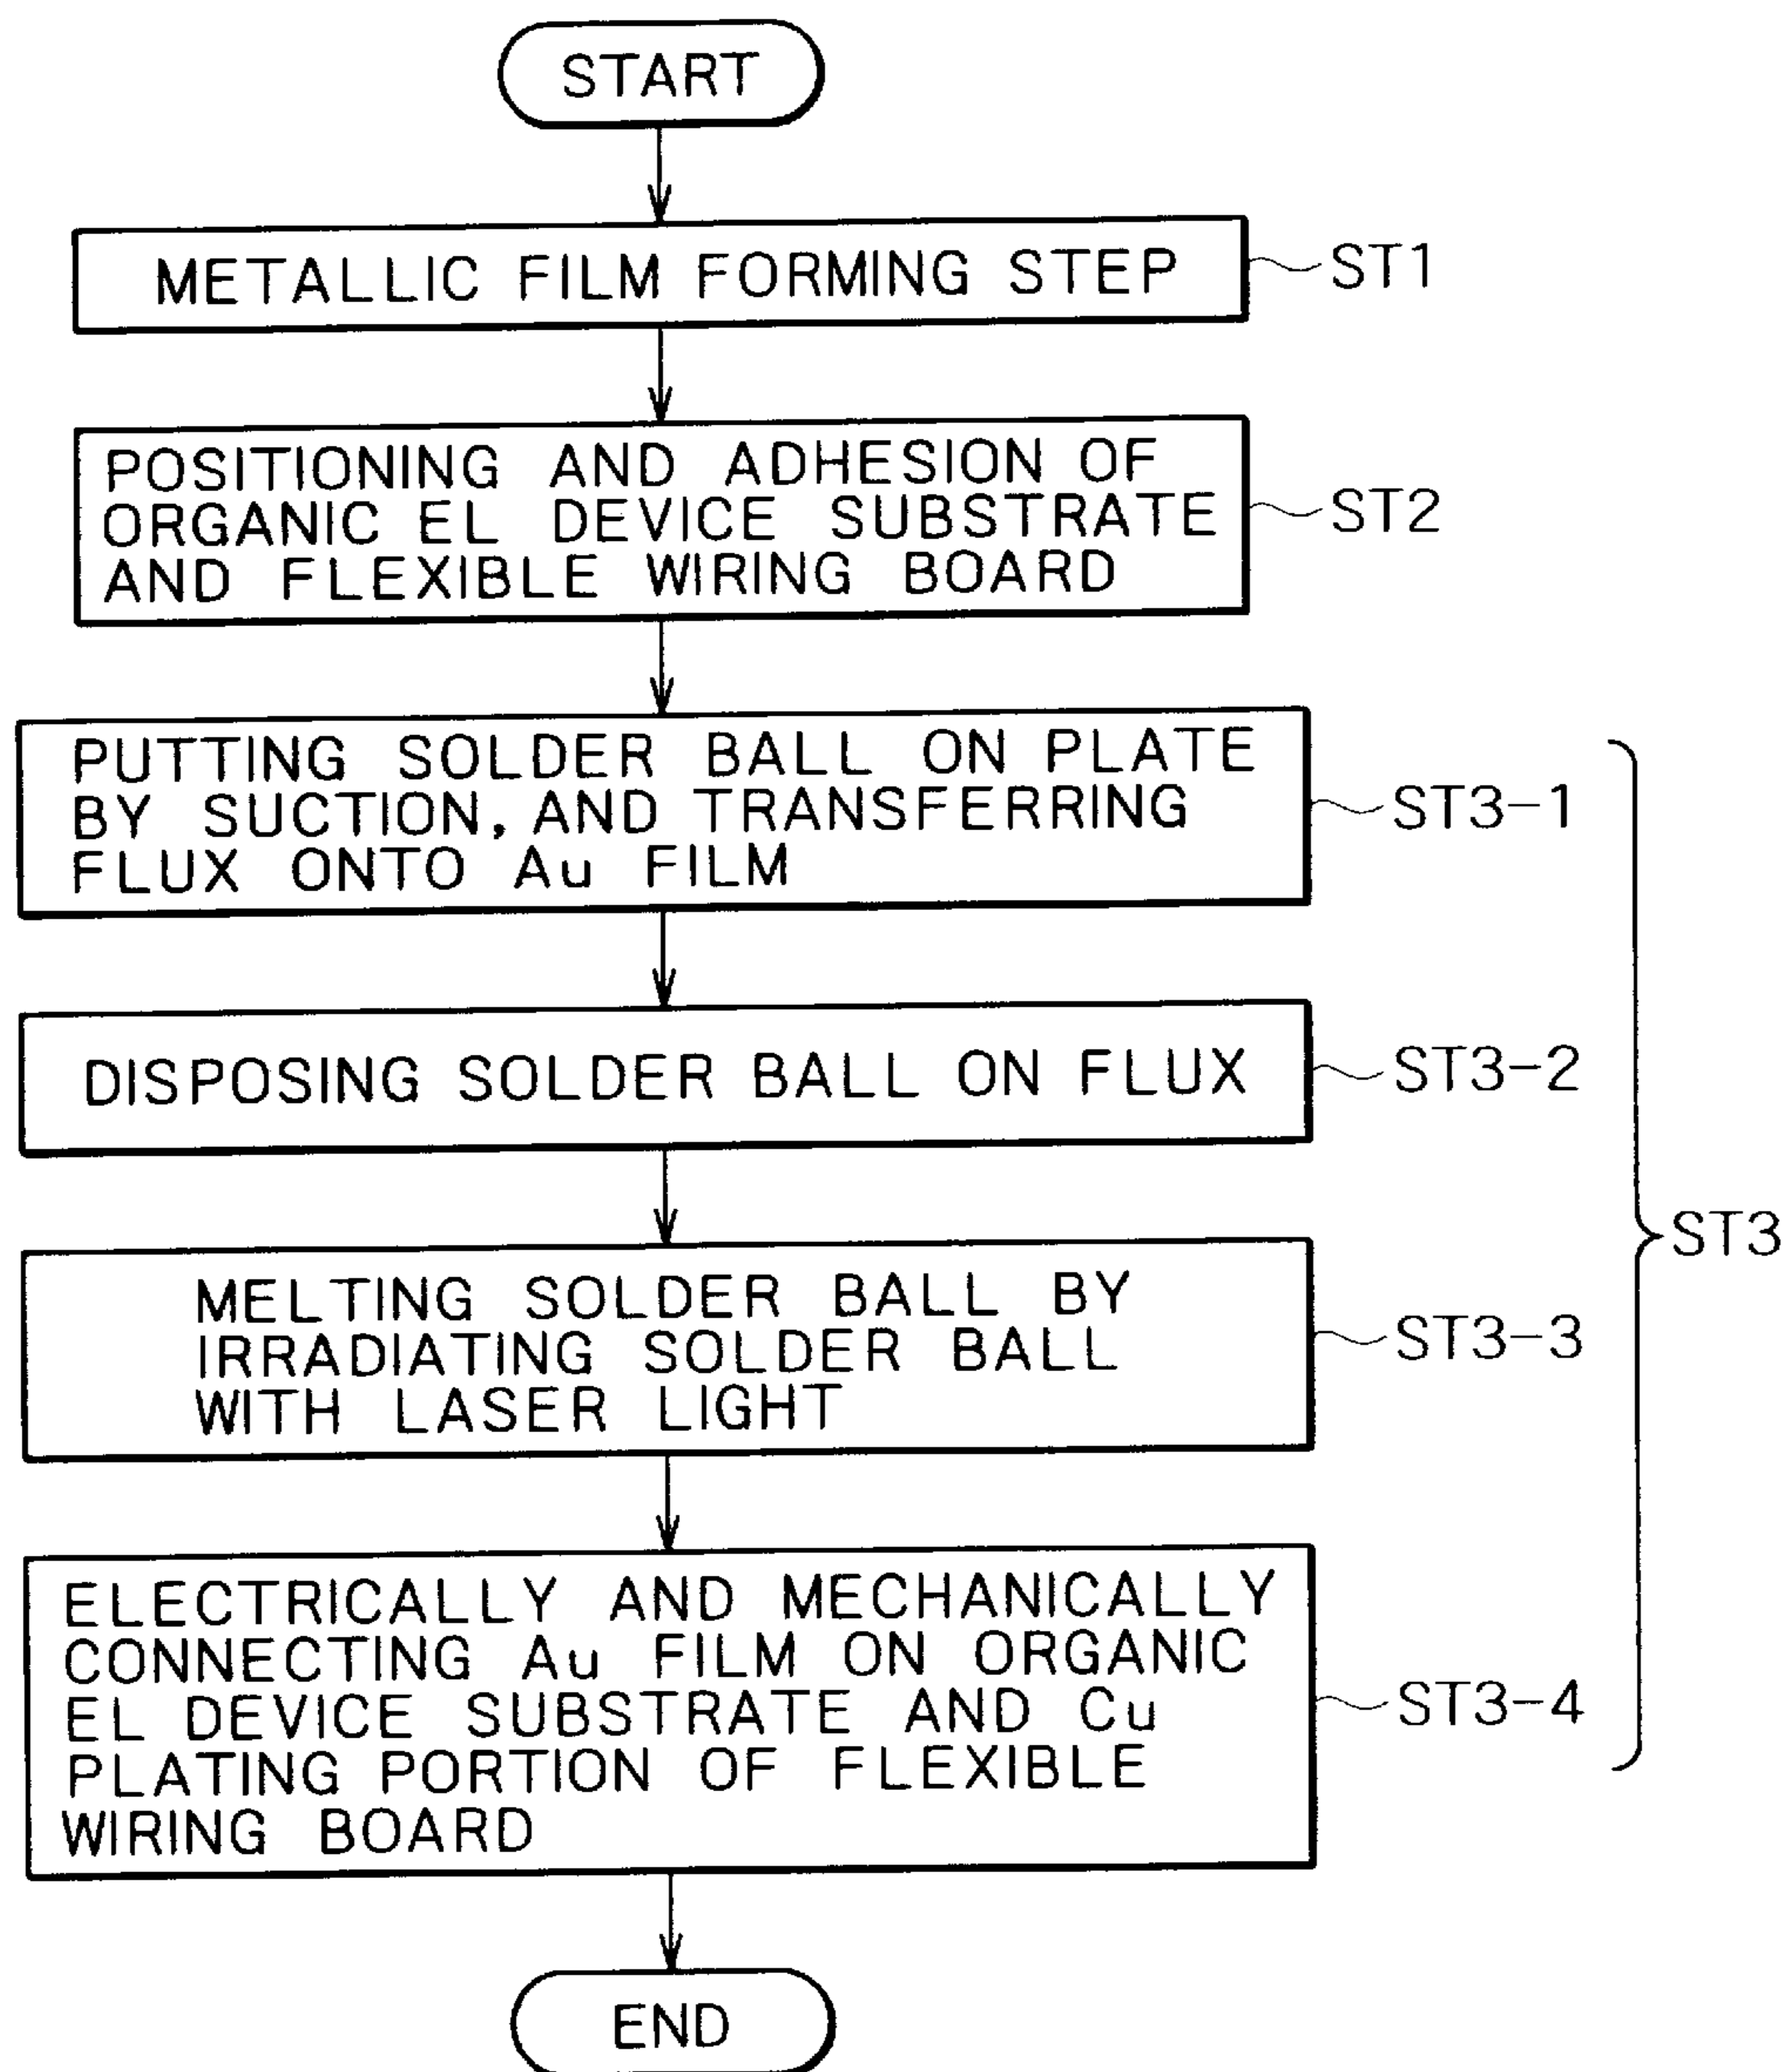 START
METALLIC FILM FORMING STEP
ST1
POSITIONING AND ADHESION OF
ORGANIC EL DEVICE SUBSTRATE
AND FLEXIBLE WIRING BOARD
ST2
PUTTING SOLDER BALL ON PLATE
BY SUCTION, AND TRANSFERRING
FLUX ONTO Au FILM
ST3-1
DISPOSING SOLDER BALL ON FLUX
ST3-2
ST3
MELTING SOLDER BALL BY
IRRADIATING SOLDER BALL
WITH LASER LIGHT
ST3-3
ELECTRICALLY AND MECHANICALLY
CONNECTING Au FILM ON ORGANIC
EL DEVICE SUBSTRATE AND Cu
PLATING PORTION OF FLEXIBLE
WIRING BOARD
ST3-4
END